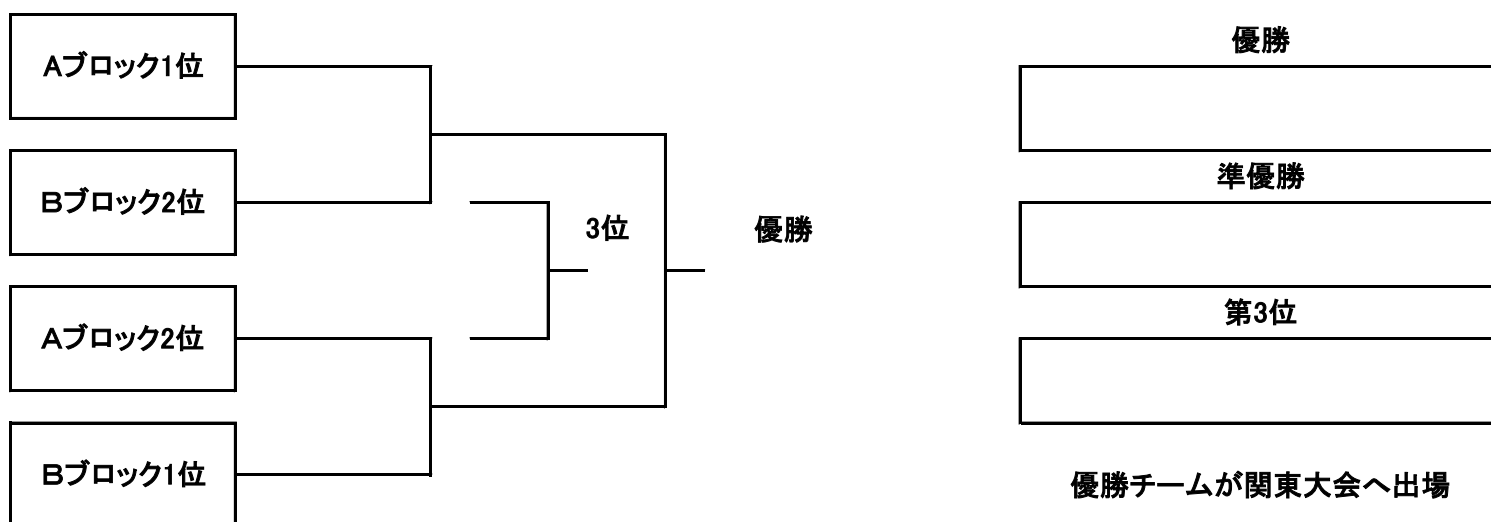 Aブロック1位
Bブロック2位
Aブロック2位
Bブロック1位
3位
優勝
優勝
準優勝
第3位
優勝チームが関東大会へ出場